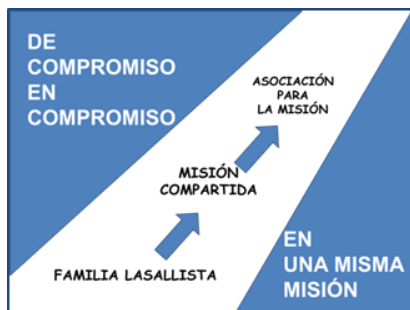 DE
COMPROMISO
EN
COMPROMISO
ASOCIACIÓN
PARA
LA MISIÓN
MISIÓN
COMPARTIDA
FAMILIA LASALLISTA
EN
UNA MISMA
MISIÓN